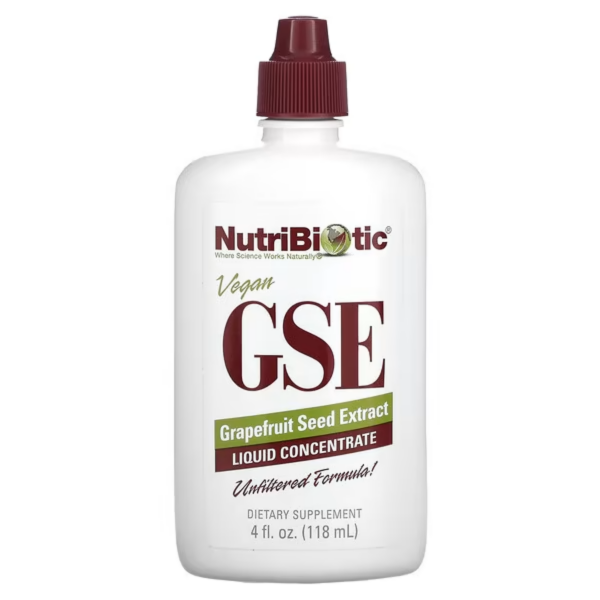 NutriBiotic®
Where Science Works Naturally®
Vegan
GSE
Grapefruit Seed Extract
LIQUID CONCENTRATE
Unfiltered Formula!
DIETARY SUPPLEMENT
4 fl. oz. (118 mL)